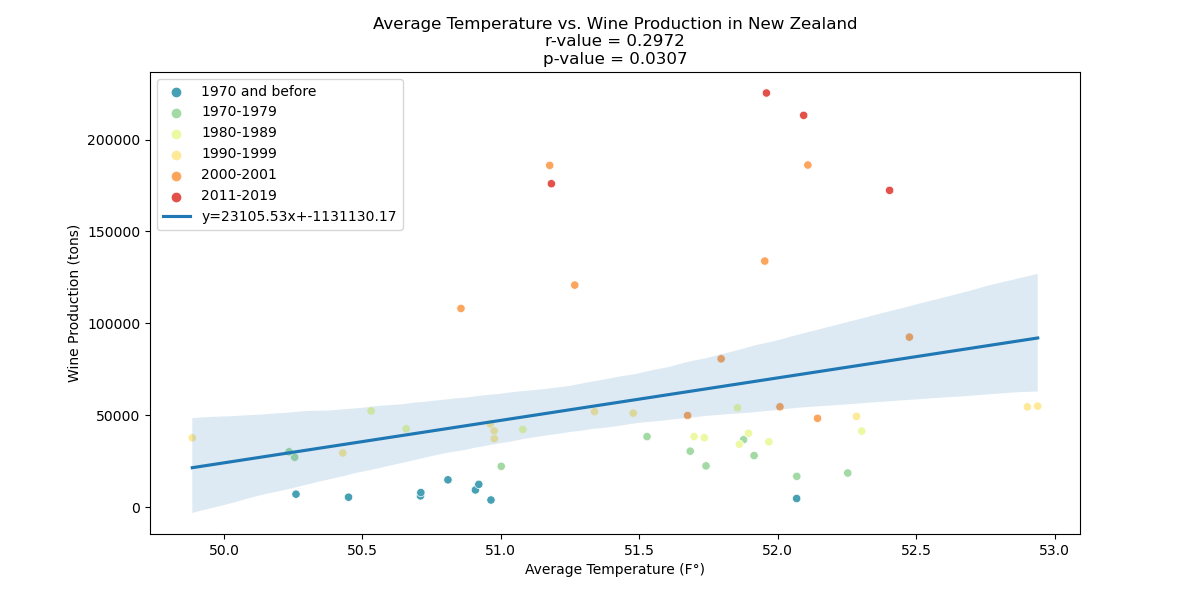 Average Temperature vs. Wine Production in New Zealand
r-value = 0.2972
p-value = 0.0307
1970 and before
1970-1979
1980-1989
1990-1999
2000-2001
2011-2019
y=23105.53x+-1131130.17
Wine Production (tons)
200000
150000
100000
50000
0
50.0 50.5 51.0 51.5 52.0 52.5 53.0
Average Temperature (F°)